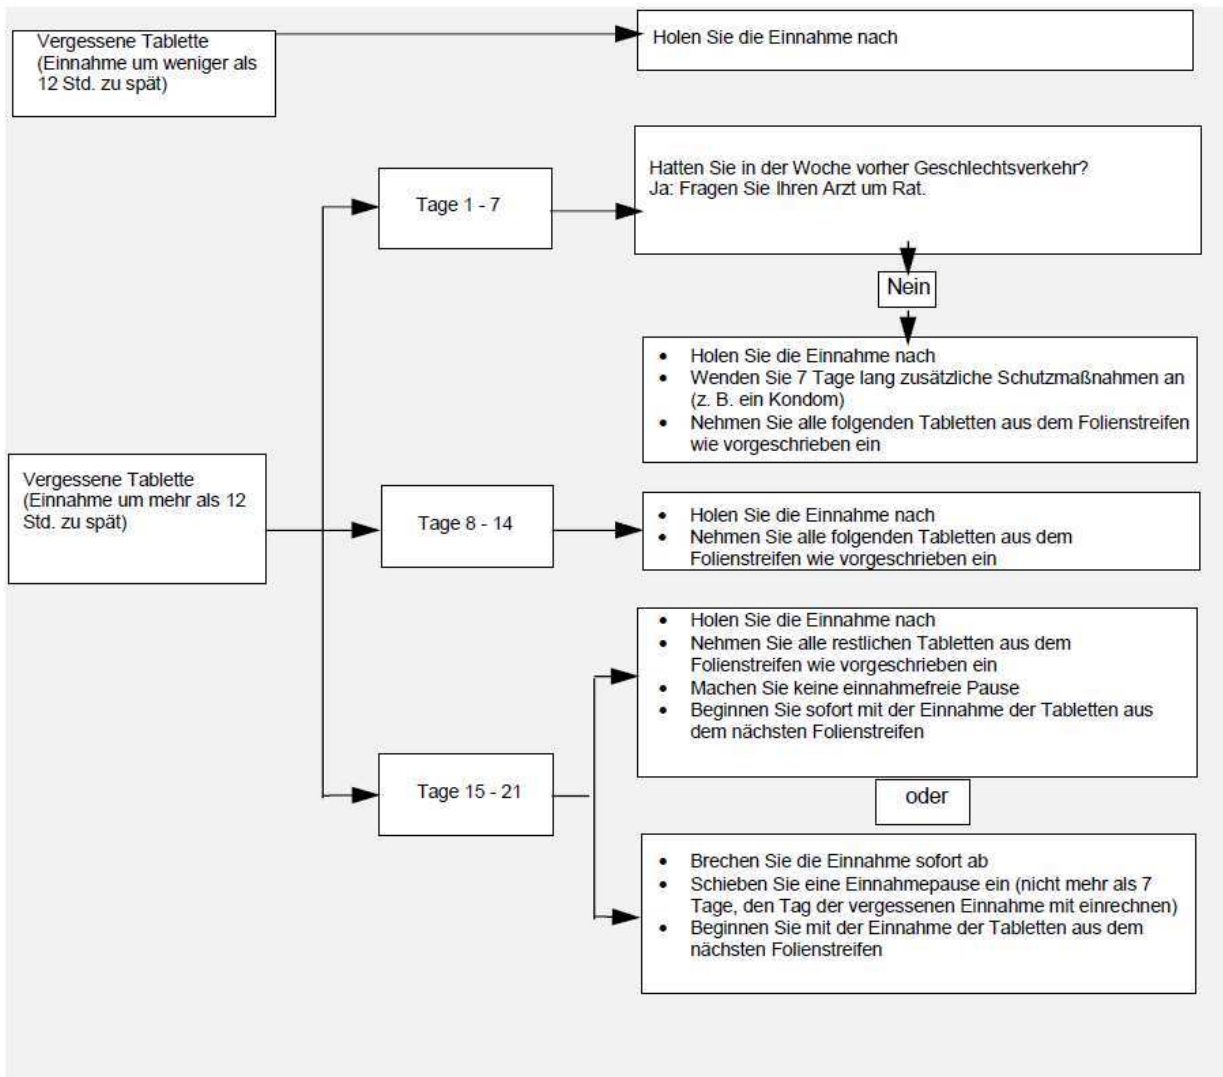 Vergessene Tablette
(Einnahme um weniger als
12 Std. zu spät)
Holen Sie die Einnahme nach
Hatten Sie in der Woche vorher Geschlechtsverkehr?
Ja: Fragen Sie Ihren Arzt um Rat.
Tage 1 - 7
Nein
• Holen Sie die Einnahme nach
• Wenden Sie 7 Tage lang zusätzliche Schutzmaßnahmen an
(z. B. ein Kondom)
• Nehmen Sie alle folgenden Tabletten aus dem Folienstreifen
wie vorgeschrieben ein
Vergessene Tablette
(Einnahme um mehr als 12
Std. zu spät)
Tage 8 - 14
• Holen Sie die Einnahme nach
• Nehmen Sie alle folgenden Tabletten aus dem
Folienstreifen wie vorgeschrieben ein
• Holen Sie die Einnahme nach
• Nehmen Sie alle restlichen Tabletten aus dem
Folienstreifen wie vorgeschrieben ein
• Machen Sie keine einnahmefreie Pause
• Beginnen Sie sofort mit der Einnahme der Tabletten aus
dem nächsten Folienstreifen
Tage 15 - 21
oder
• Brechen Sie die Einnahme sofort ab
• Schieben Sie eine Einnahmepause ein (nicht mehr als 7
Tage, den Tag der vergessenen Einnahme mit einrechnen)
• Beginnen Sie mit der Einnahme der Tabletten aus dem
nächsten Folienstreifen